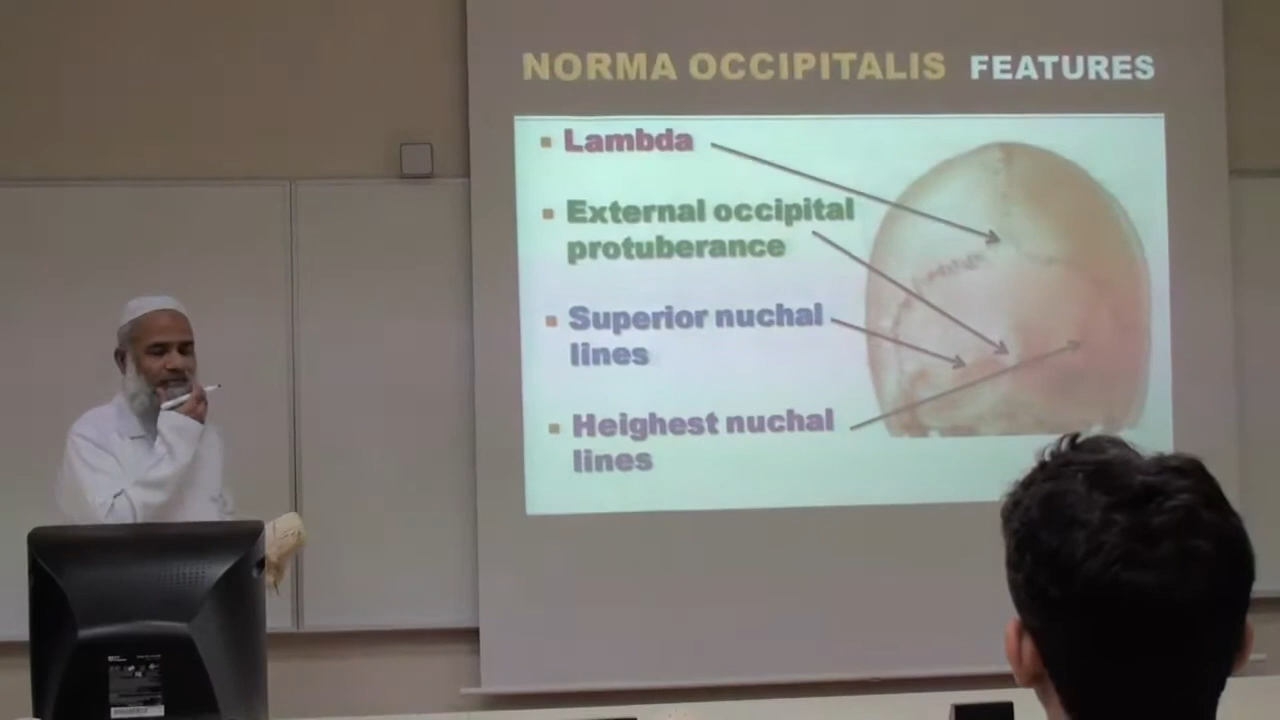 NORMA OCCIPITALIS FEATURES
Lambda
External occipital
protuberance
Superior nuchal
lines
Heighest nuchal
lines